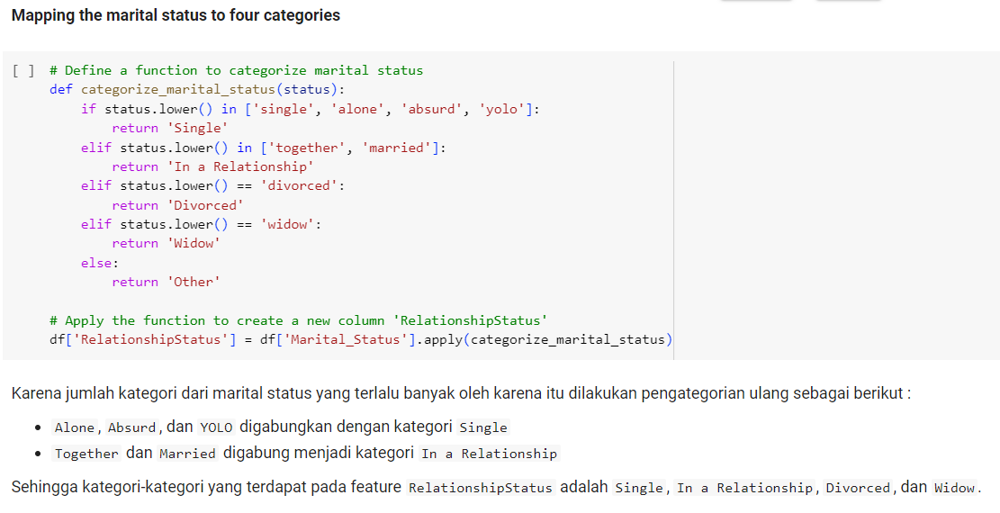 Mapping the marital status to four categories
[ ] # Define a function to categorize marital status
def categorize_marital_status(status):
    if status.lower() in ['single', 'alone', 'absurd', 'yolo']:
        return 'Single'
    elif status.lower() in ['together', 'married']:
        return 'In a Relationship'
    elif status.lower() == 'divorced':
        return 'Divorced'
    elif status.lower() == 'widow':
        return 'Widow'
    else:
        return 'Other'
# Apply the function to create a new column 'RelationshipStatus'
df['RelationshipStatus'] = df['Marital_Status'].apply(categorize_marital_status)
Karena jumlah kategori dari marital status yang terlalu banyak oleh karena itu dilakukan pengategorian ulang sebagai berikut :
• Alone, Absurd, dan YOLO digabungkan dengan kategori Single
• Together dan Married digabung menjadi kategori In a Relationship
Sehingga kategori-kategori yang terdapat pada feature RelationshipStatus adalah Single, In a Relationship, Divorced, dan Widow.